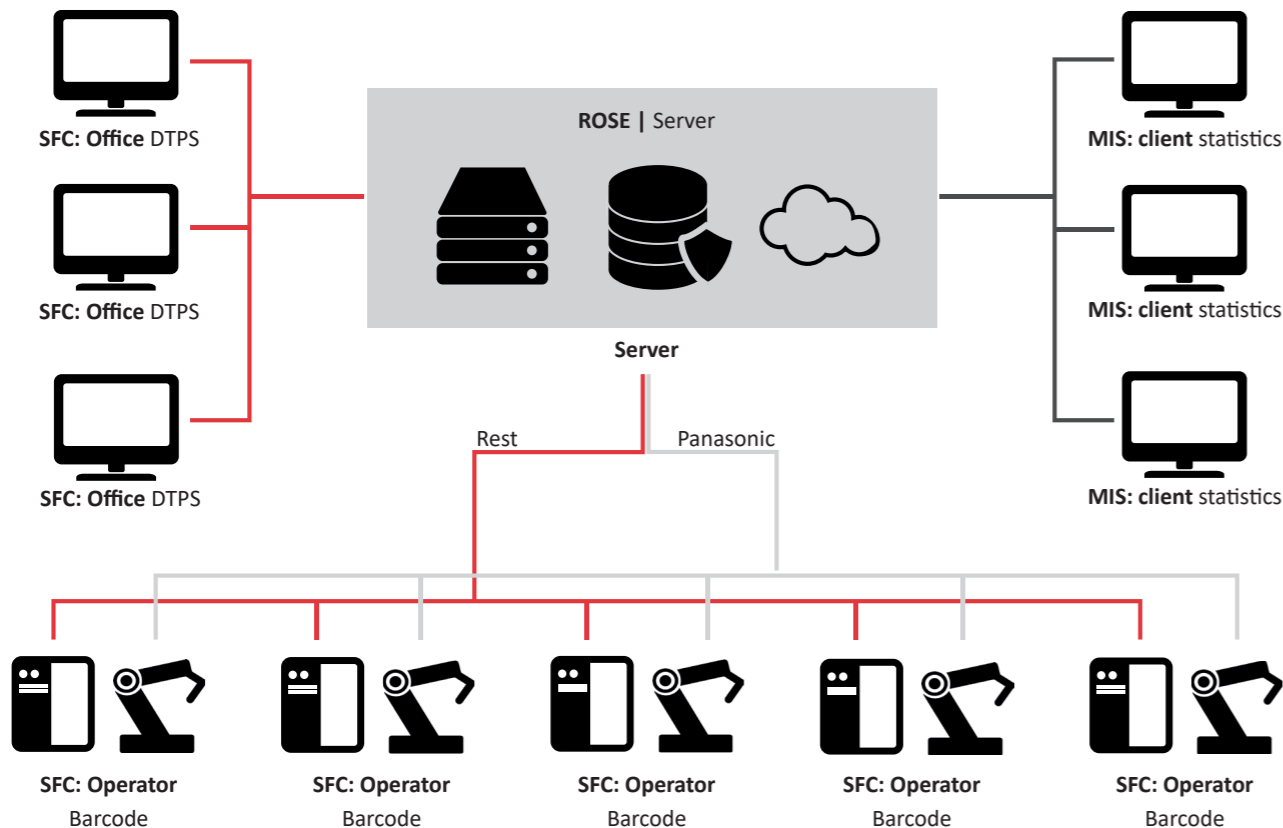 ROSE | Server
SFC: Office DTPS
MIS: client statistics
SFC: Office DTPS
MIS: client statistics
Server
Rest
Panasonic
SFC: Office DTPS
MIS: client statistics
SFC: Operator
Barcode
SFC: Operator
Barcode
SFC: Operator
Barcode
SFC: Operator
Barcode
SFC: Operator
Barcode